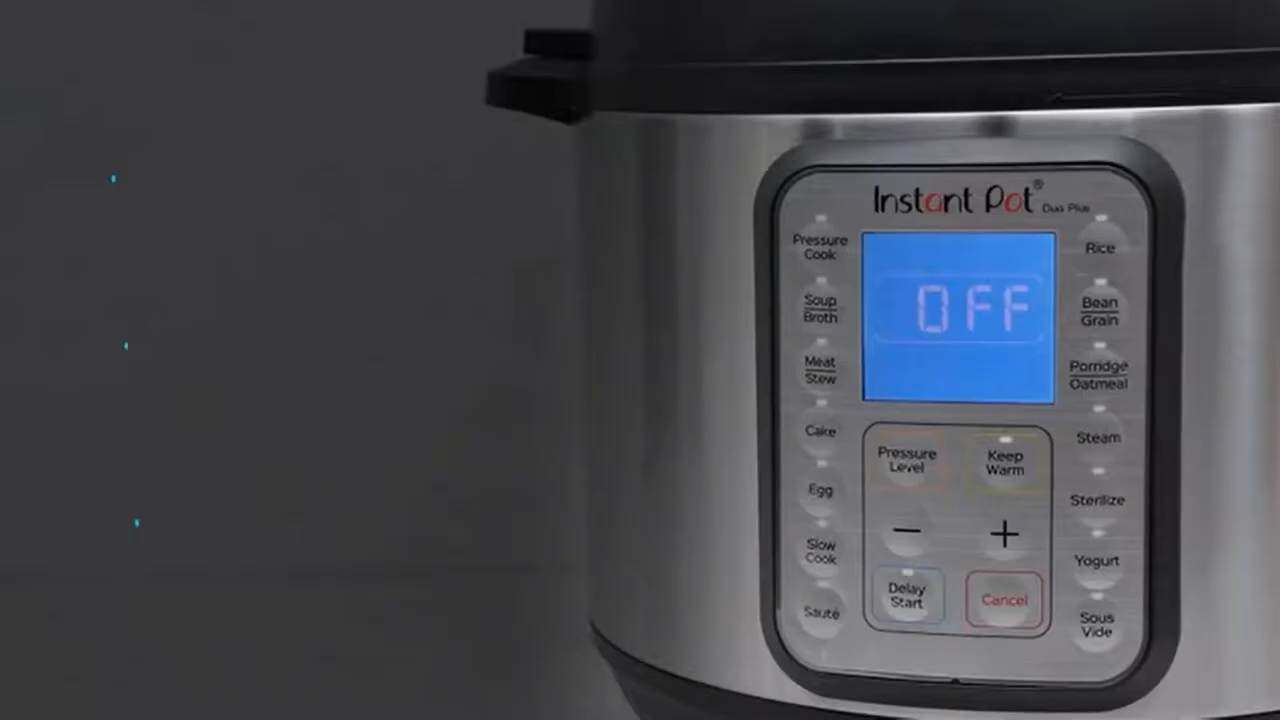 Instant Pot® Duo Plus
Pressure
Cook
Soup
Broth
Meat
Stew
Cake
Egg
Slow
Cook
Sauté
OFF
Pressure
Level
Keep
Warm
− +
Delay
Start
Cancel
Rice
Bean
Grain
Porridge
Oatmeal
Steam
Sterilize
Yogurt
Sous
Vide